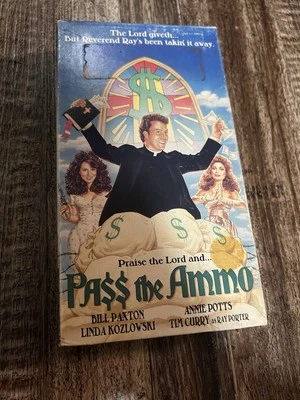 The Lord giveth...
But Reverend Ray's been takin' it away.
$
$ $ $
Praise the Lord and...
PA$$ the AMMO
BILL PAXTON ANNIE POTTS
LINDA KOZLOWSKI TIM CURRY as RAY PORTER